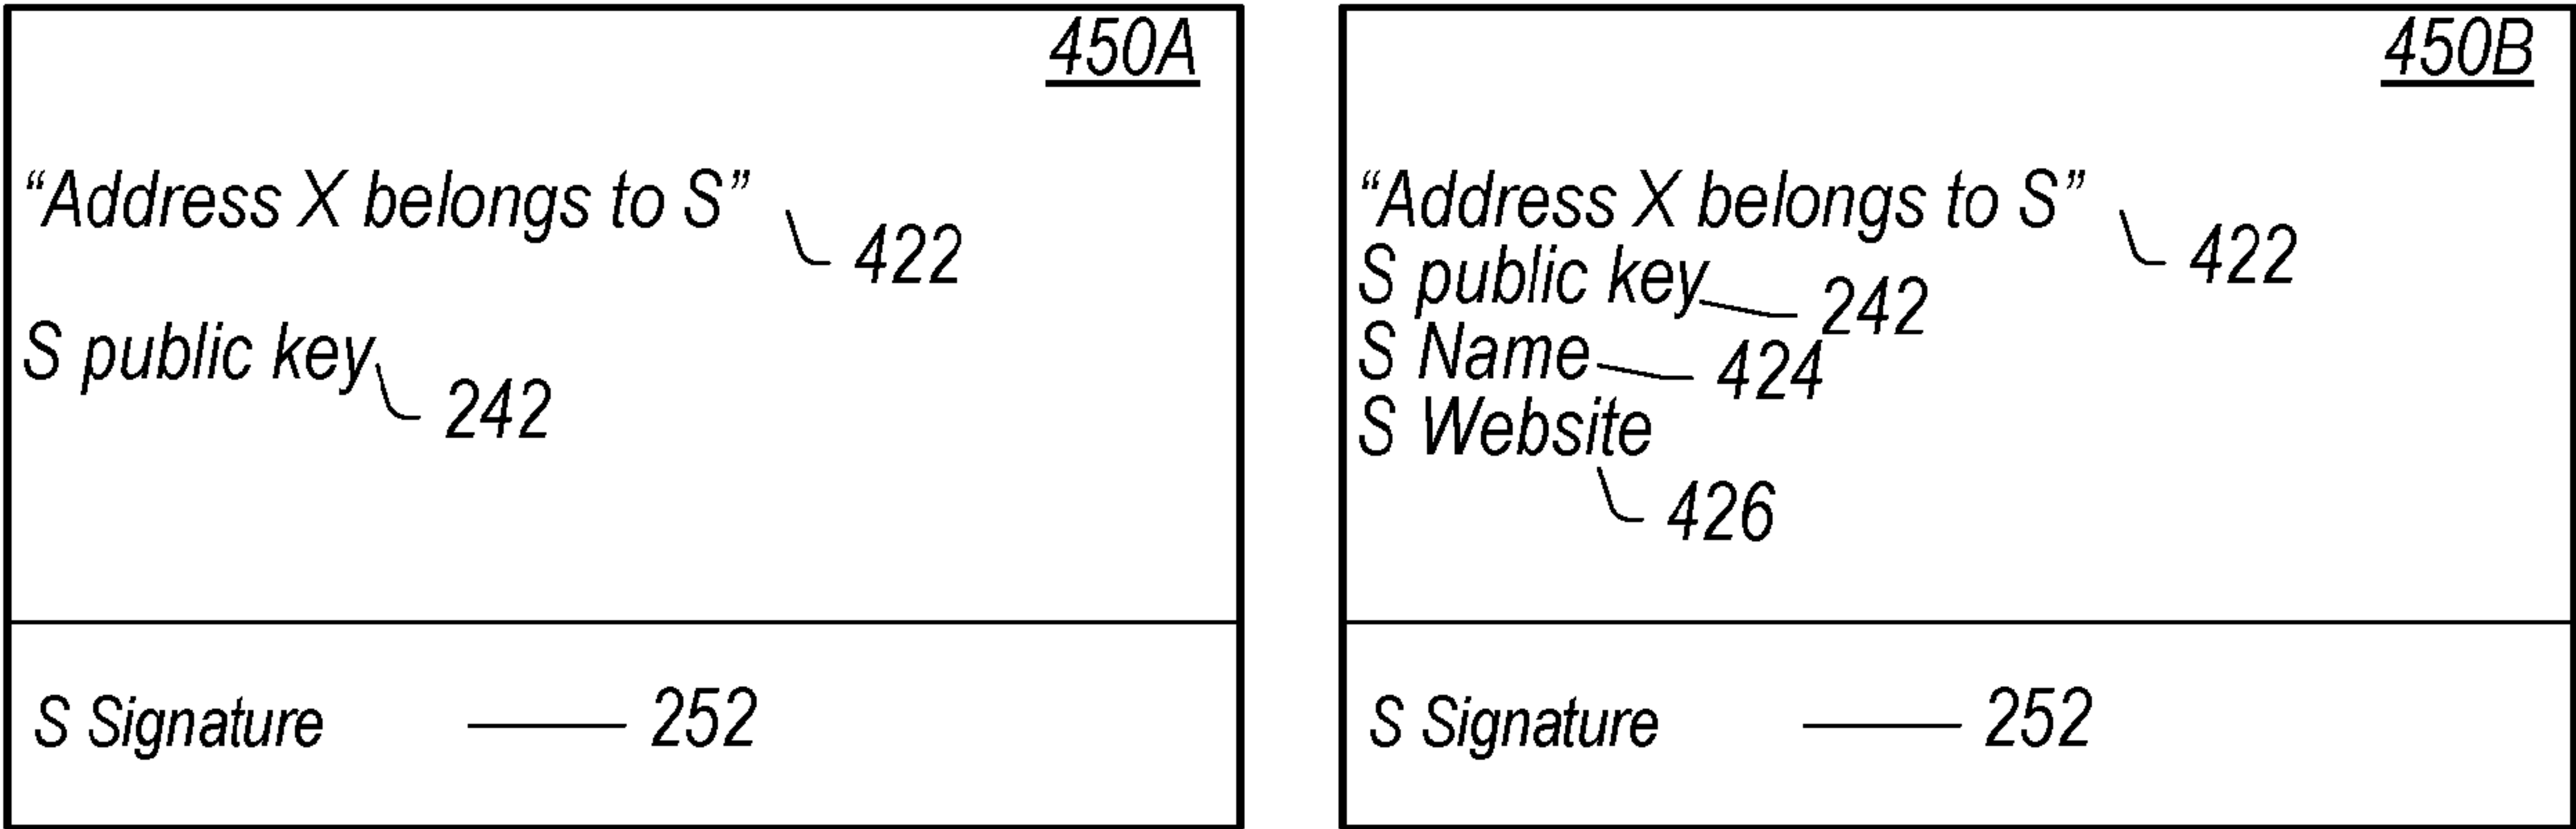 450A
“Address X belongs to S”
422
S public key
242
S Signature
252
450B
“Address X belongs to S”
422
S public key
242
S Name
424
S Website
426
S Signature
252